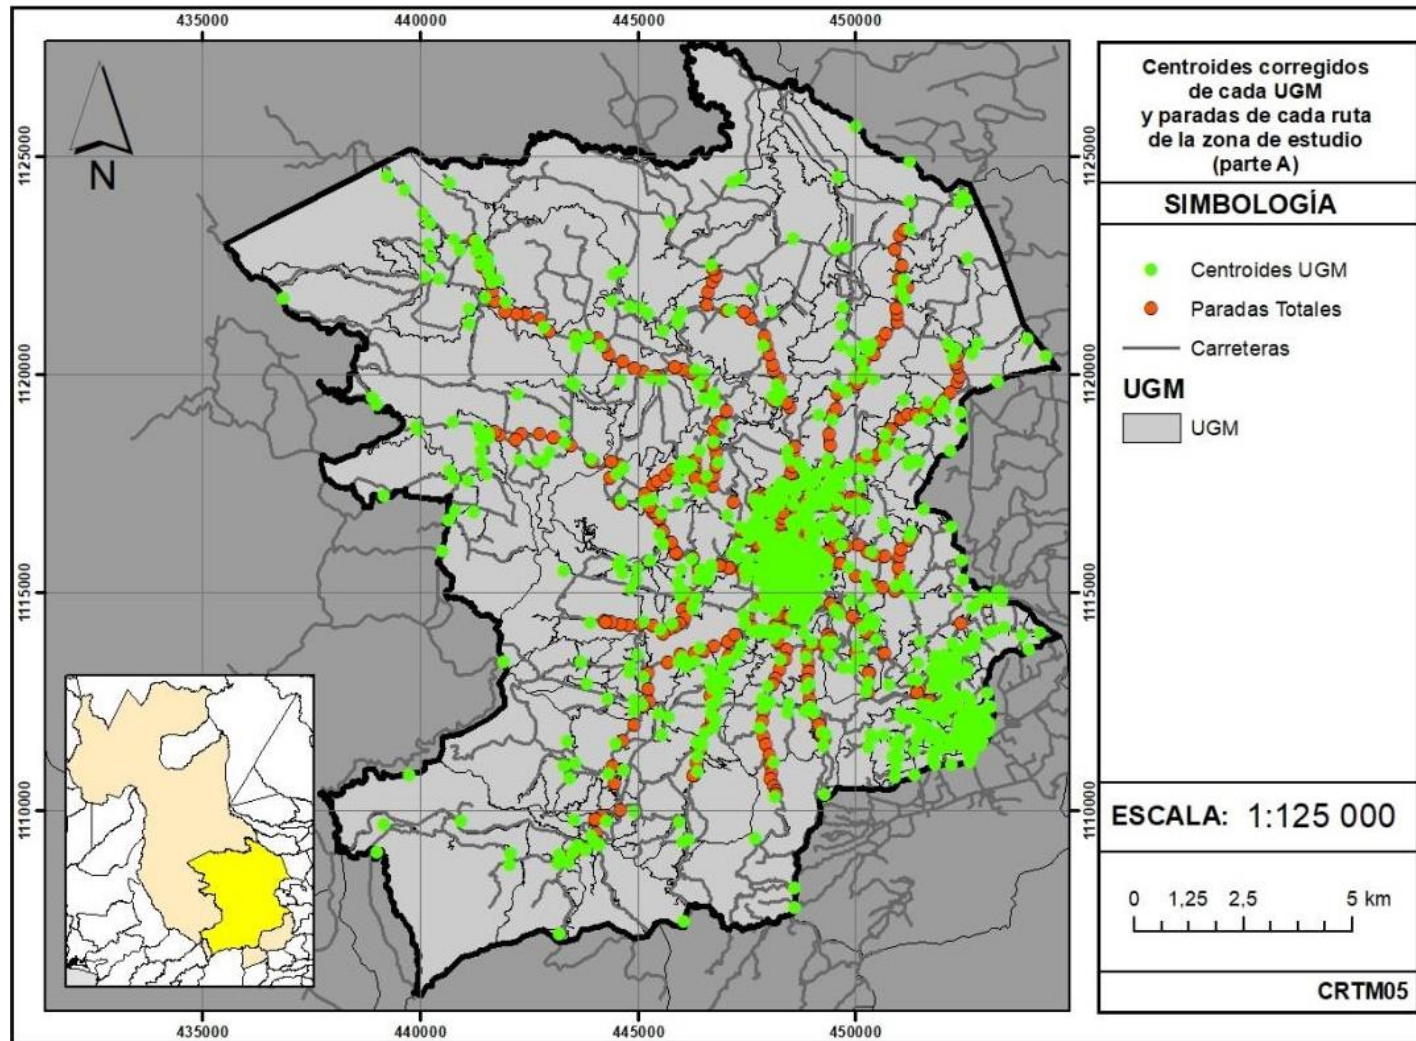 435000
440000
445000
450000
1125000
1120000
1115000
1110000
1125000
1120000
1115000
1110000
N
435000
440000
445000
450000
Centroides corregidos
de cada UGM
y paradas de cada ruta
de la zona de estudio
(parte A)
SIMBOLOGÍA
Centroides UGM
Paradas Totales
Carreteras
UGM
UGM
ESCALA: 1:125 000
0 1,25 2,5 5 km
CRTM05